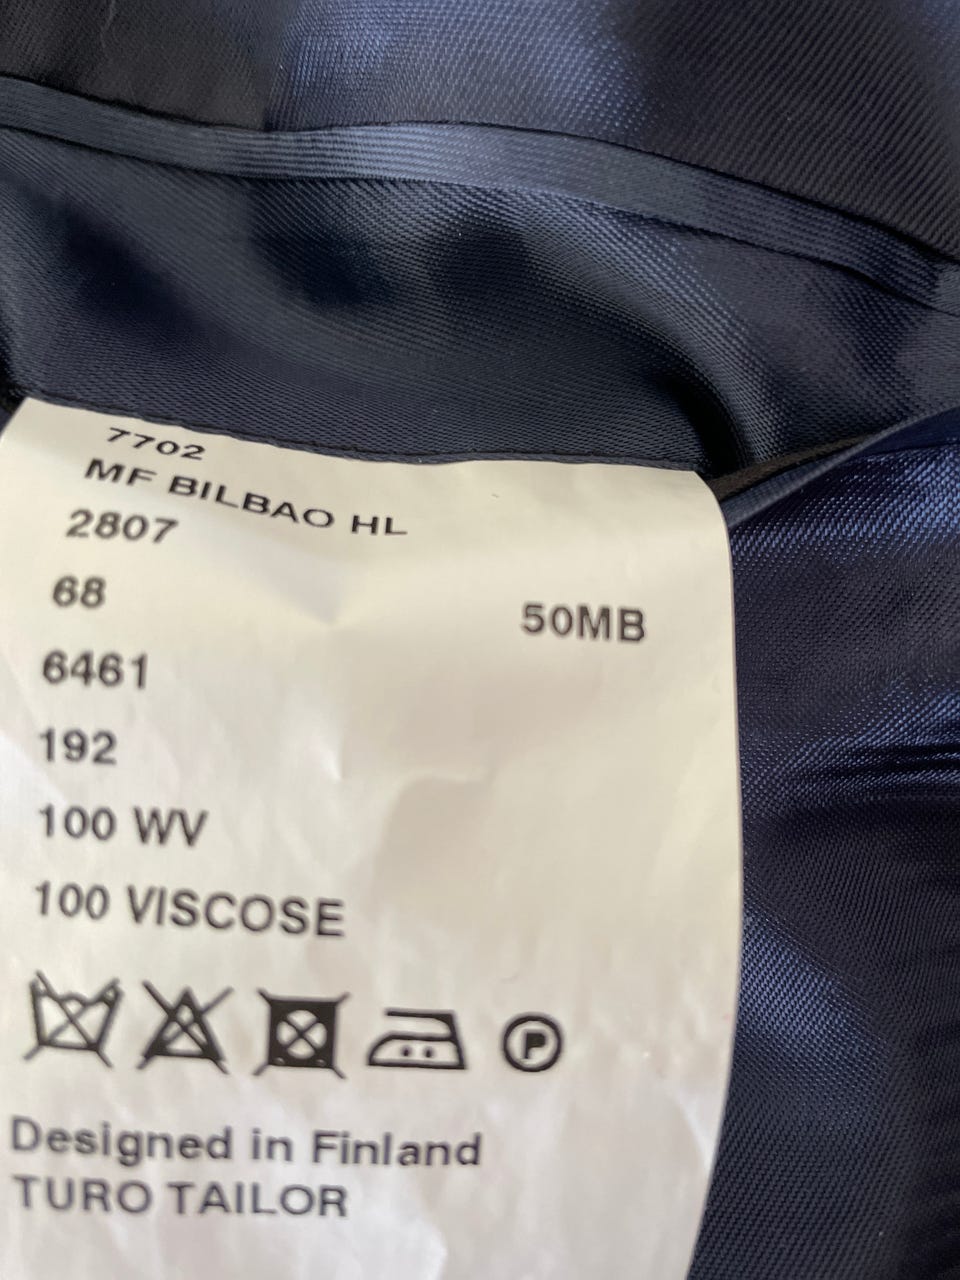 7702
MF BILBAO HL
2807
68 50MB
6461
192
100 WV
100 VISCOSE
P
Designed in Finland
TURO TAILOR